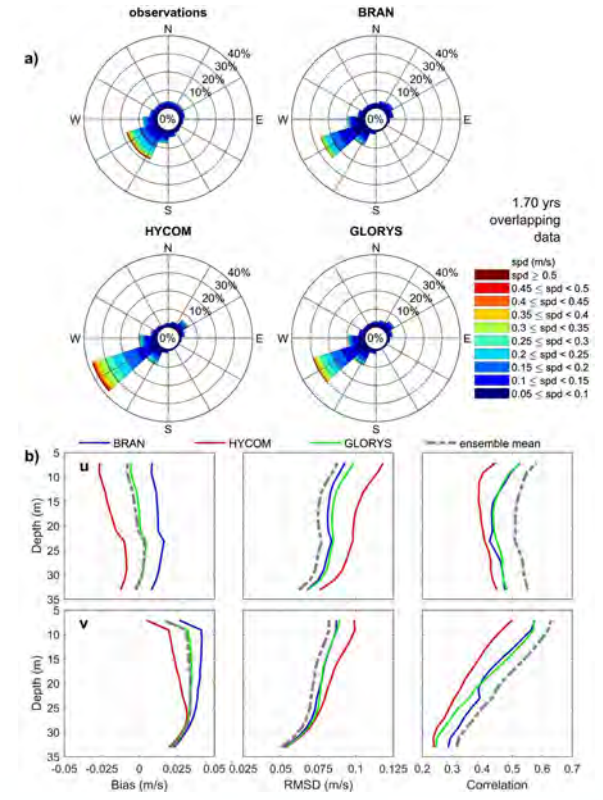 observations
BRAN
a)
N
40%
30%
20%
10%
W
0%
E
S
N
40%
30%
20%
10%
W
0%
E
S
1.70 yrs
overlapping
data
HYCOM
GLORYS
N
40%
30%
20%
10%
W
0%
E
S
N
40%
30%
20%
10%
W
0%
E
S
spd (m/s)
spd ≥ 0.5
0.45 ≤ spd < 0.5
0.4 ≤ spd < 0.45
0.35 ≤ spd < 0.4
0.3 ≤ spd < 0.35
0.25 ≤ spd < 0.3
0.2 ≤ spd < 0.25
0.15 ≤ spd < 0.2
0.1 ≤ spd < 0.15
0.05 ≤ spd < 0.1
b)
BRAN HYCOM GLORYS ensemble mean
u
5
10
15
20
25
30
35
Depth (m)
v
5
10
15
20
25
30
35
Depth (m)
-0.05 -0.025 0 0.025 0.05
Bias (m/s)
0.025 0.05 0.075 0.1 0.125
RMSD (m/s)
0.2 0.3 0.4 0.5 0.6 0.7
Correlation